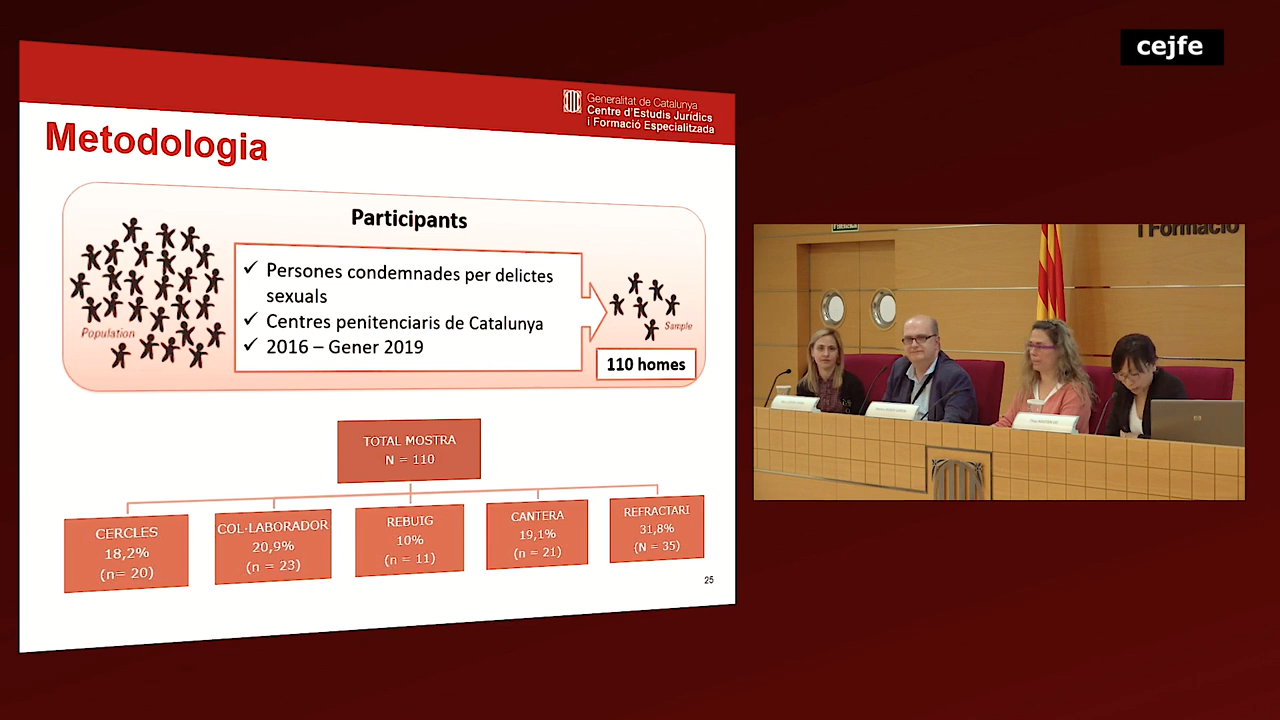 cejfe
Generalitat de Catalunya
Centre d'Estudis Jurídics
i Formació Especialitzada
Metodologia
Participants
Persones condemnades per delictes
sexuals
Centres penitenciaris de Catalunya
2016 – Gener 2019
Population
Sample
110 homes
TOTAL MOSTRA
N = 110
CERCLES
18,2%
(n= 20)
COL·LABORADOR
20,9%
(n = 23)
REBUIG
10%
(n = 11)
CANTERA
19,1%
(n = 21)
REFRACTARI
31,8%
(N = 35)
25
i Formació